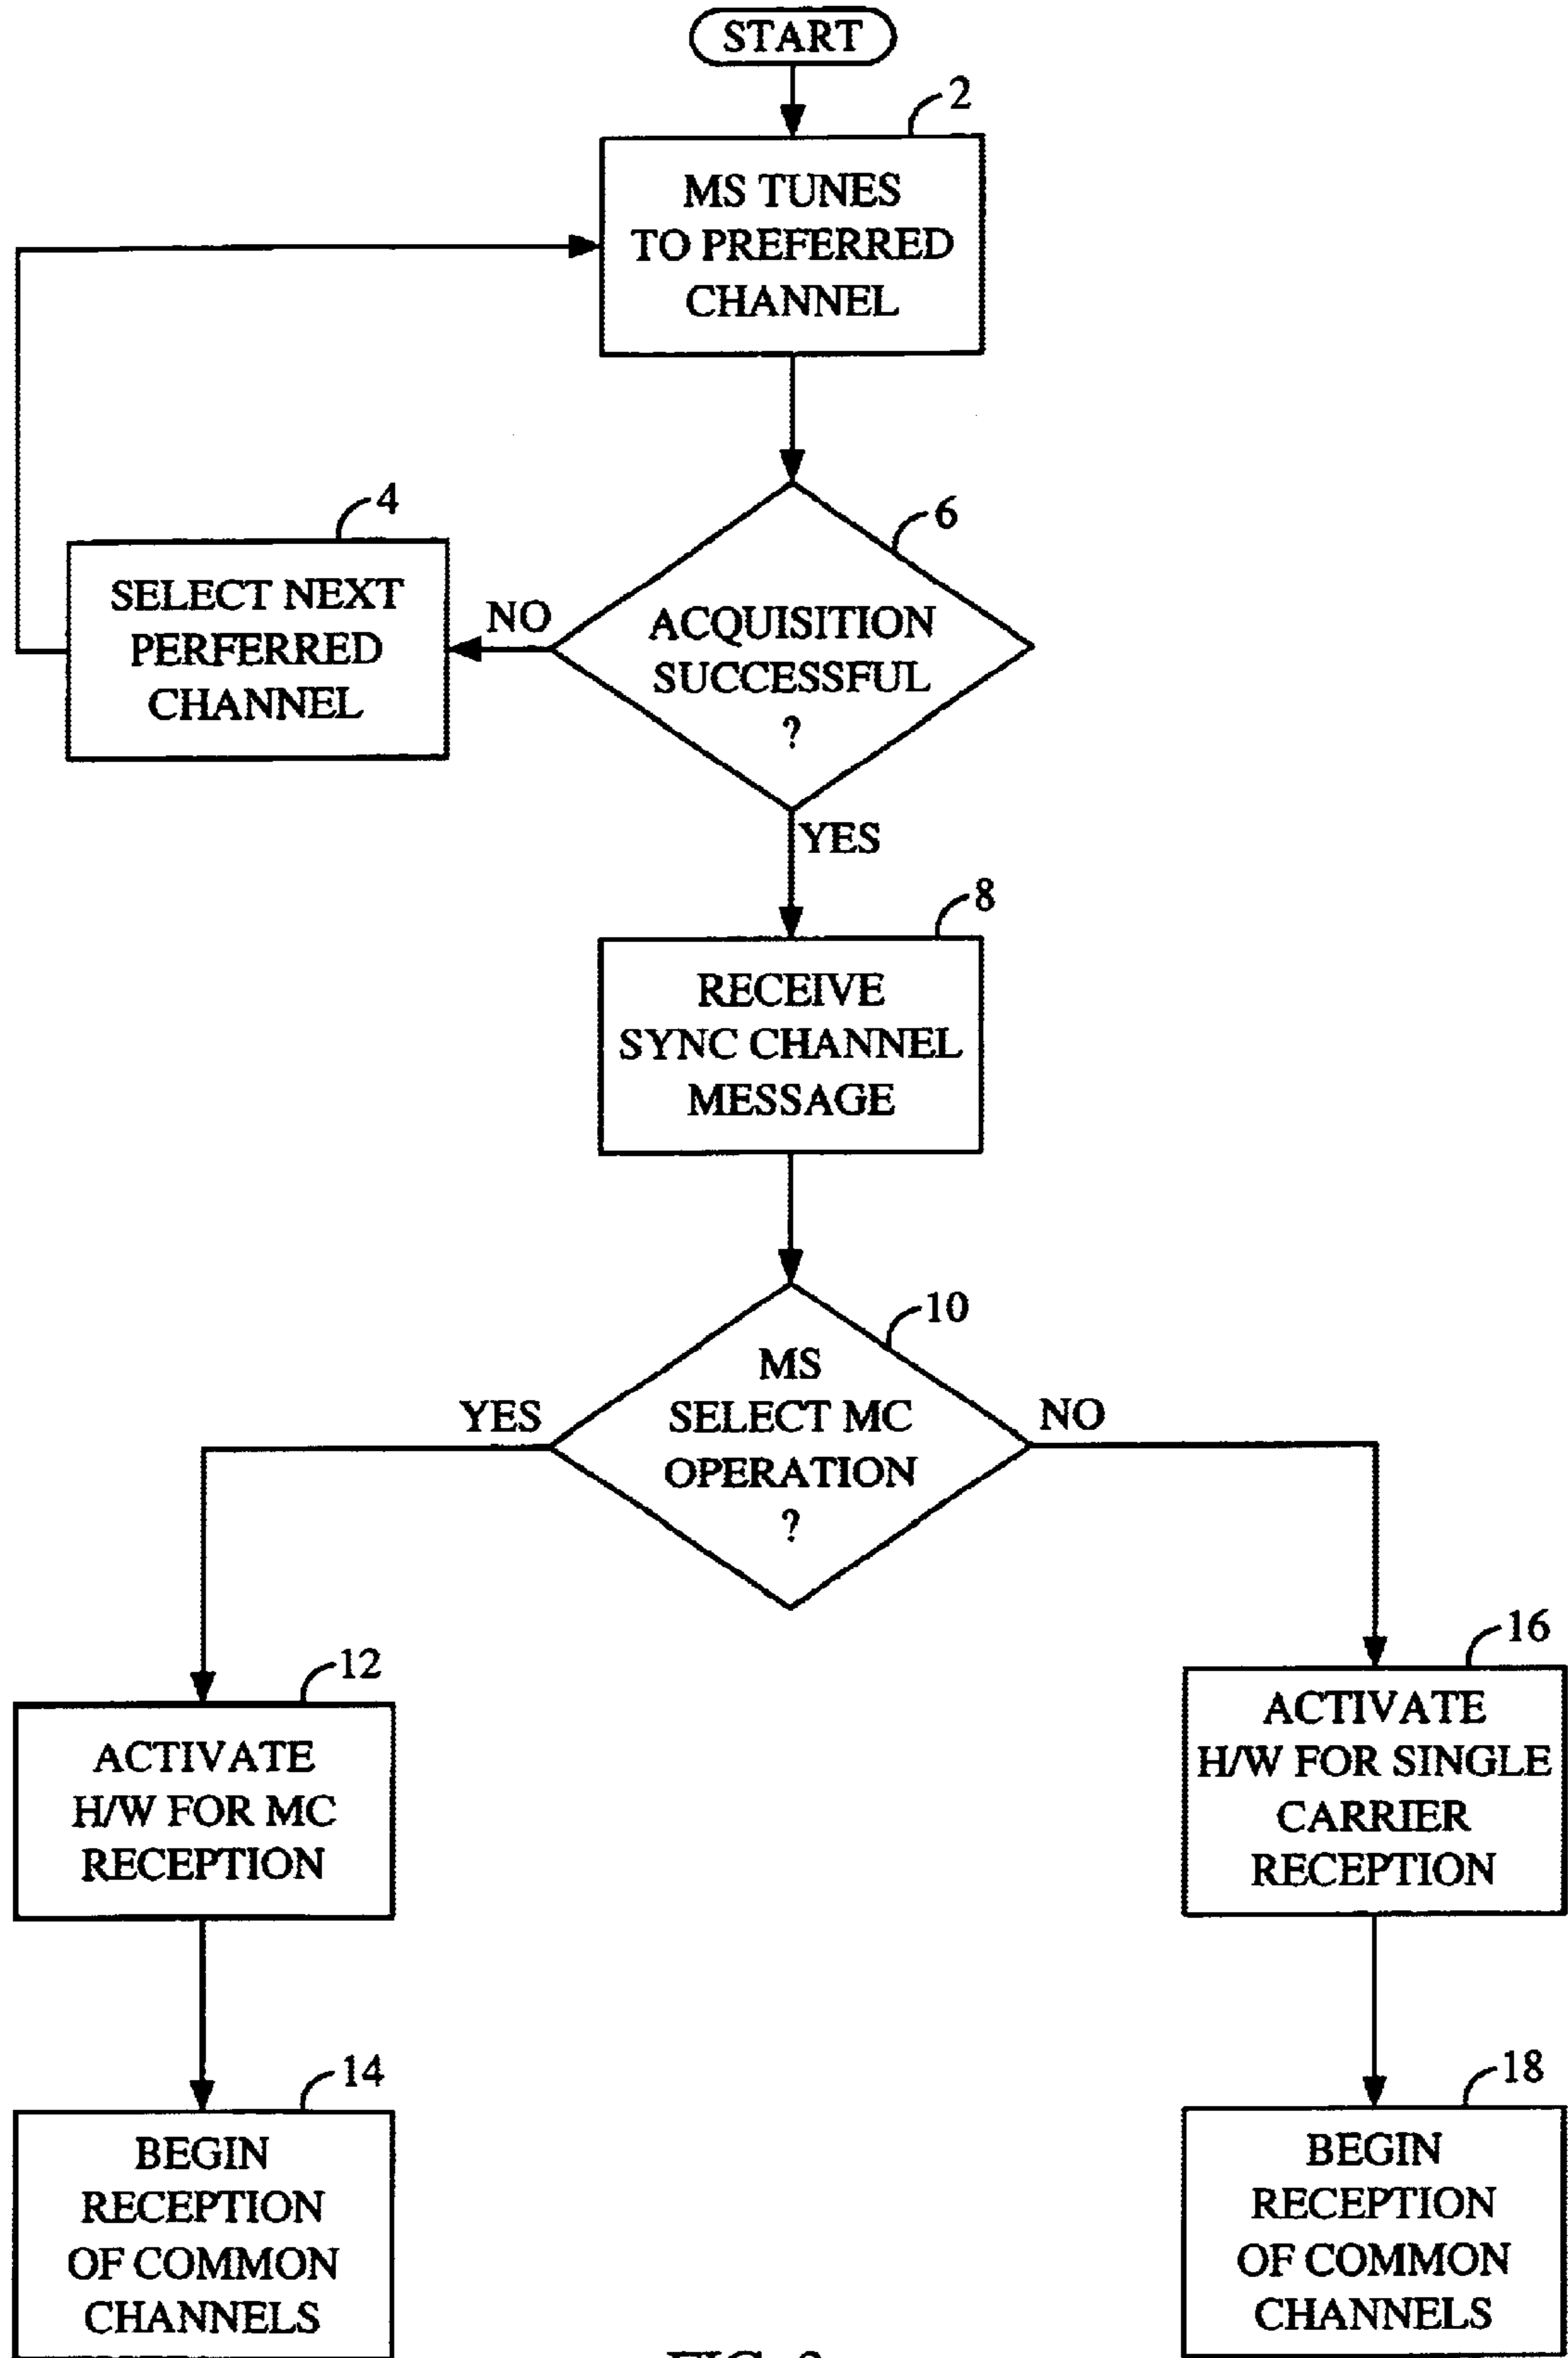 START
2
MS TUNES
TO PREFERRED
CHANNEL
4
SELECT NEXT
PERFERRED
CHANNEL
NO
6
ACQUISITION
SUCCESSFUL
?
YES
8
RECEIVE
SYNC CHANNEL
MESSAGE
10
MS
SELECT MC
OPERATION
?
YES
NO
12
ACTIVATE
H/W FOR MC
RECEPTION
16
ACTIVATE
H/W FOR SINGLE
CARRIER
RECEPTION
14
BEGIN
RECEPTION
OF COMMON
CHANNELS
18
BEGIN
RECEPTION
OF COMMON
CHANNELS